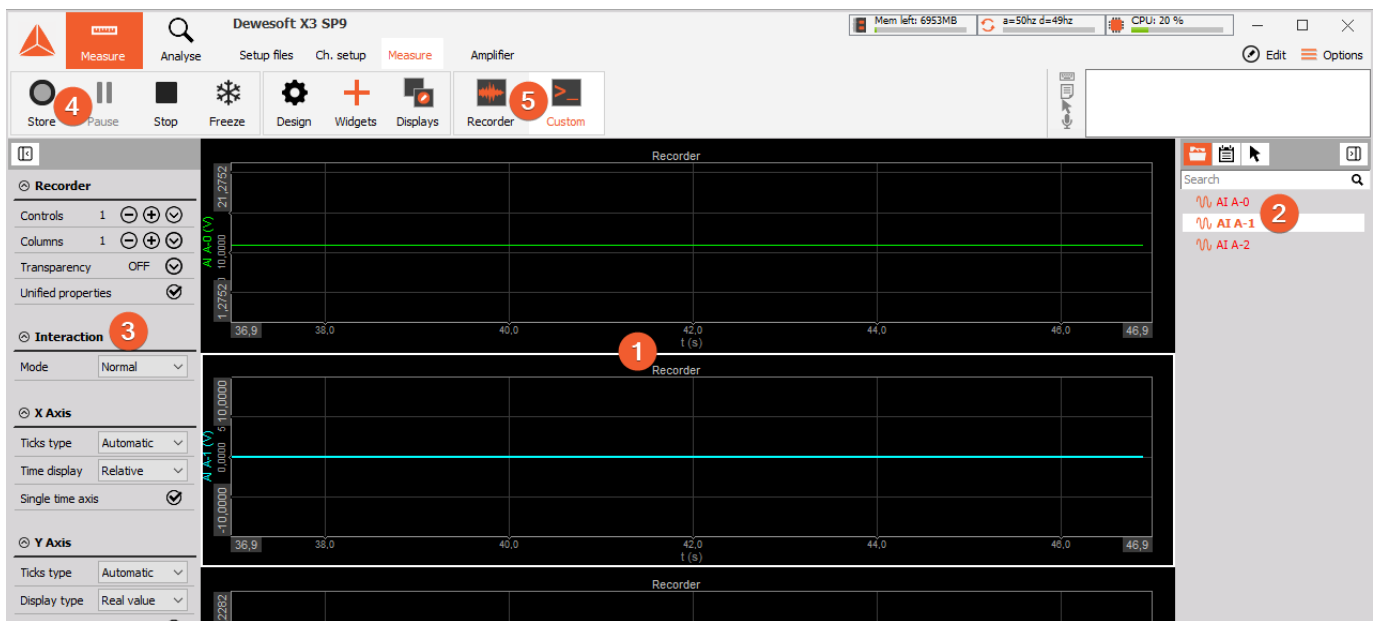 Dewesoft X3 SP9
Mem left: 6953MB
a=50hz d=49hz
CPU: 20 %
Measure
Analyse
Setup files
Ch. setup
Measure
Amplifier
Edit
Options
4
5
Store
Pause
Stop
Freeze
Design
Widgets
Displays
Recorder
Custom
Recorder
Controls 1
Columns 1
Transparency OFF
Unified properties
Interaction
3
Mode Normal
X Axis
Ticks type Automatic
Time display Relative
Single time axis
Y Axis
Ticks type Automatic
Display type Real value
Recorder
21,2752
AI A-0 (V)
10,0000
1,2752
36,9 38,0 40,0 42,0 44,0 46,0 46,9
t (s)
1
Recorder
10,0000
5
AI A-1 (V)
0,0000
-10,0000
36,9 38,0 40,0 42,0 44,0 46,0 46,9
t (s)
Recorder
2282
Search
AI A-0
2
AI A-1
AI A-2